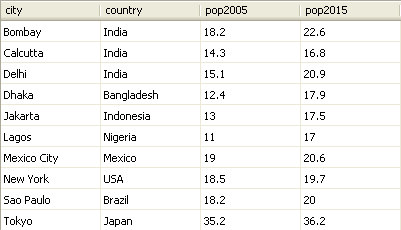 city country pop2005 pop2015
Bombay India 18.2 22.6
Calcutta India 14.3 16.8
Delhi India 15.1 20.9
Dhaka Bangladesh 12.4 17.9
Jakarta Indonesia 13 17.5
Lagos Nigeria 11 17
Mexico City Mexico 19 20.6
New York USA 18.5 19.7
Sao Paulo Brazil 18.2 20
Tokyo Japan 35.2 36.2